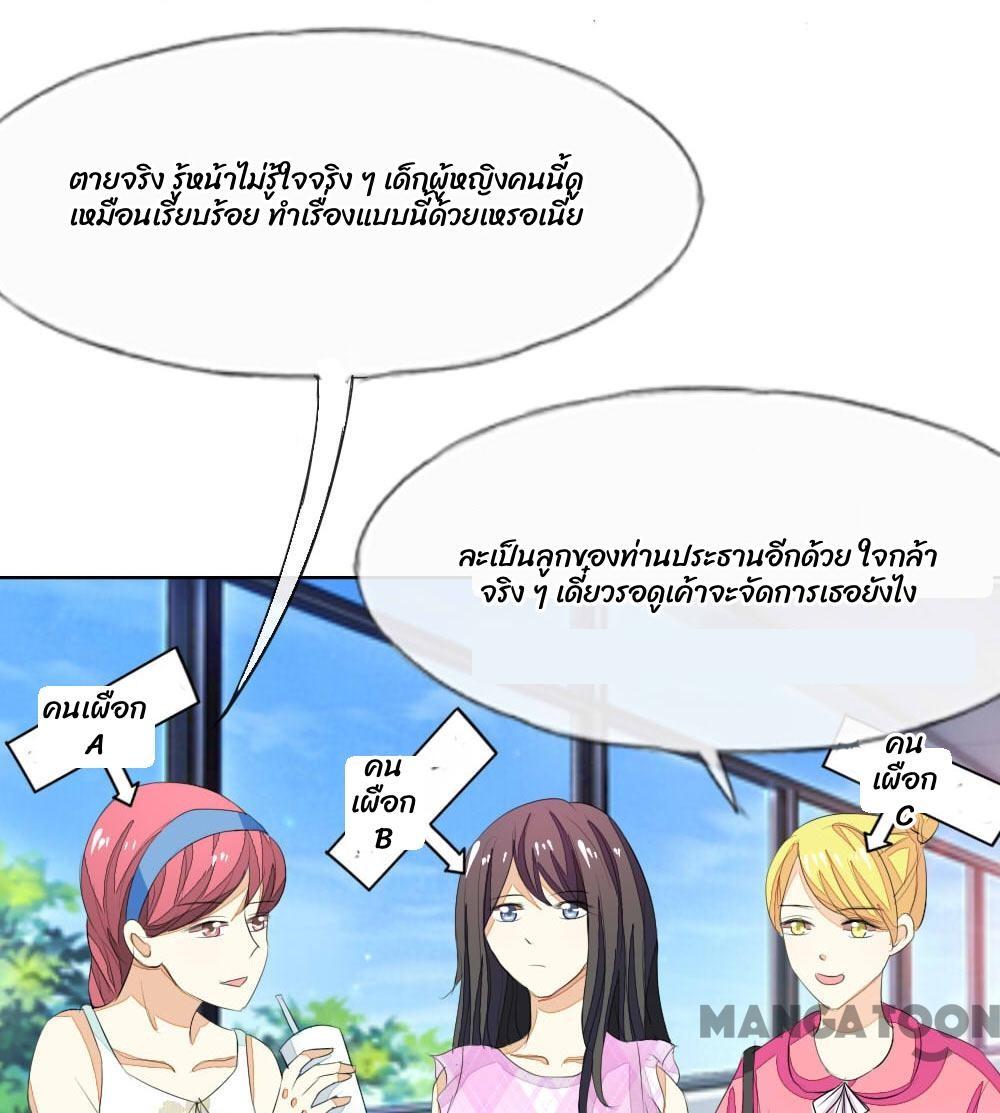 ตายจริง รู้หน้าไม่รู้ใจจริง ๆ เด็กผู้หญิงคนนี้ดู
เหมือนเรียบร้อย ทำเรื่องแบบนี้ด้วยเหรอเนี่ย
ละเป็นลูกของท่านประธานอีกด้วย ใจกล้า
จริง ๆ เดี๋ยวรอดูเค้าจะจัดการเธอยังไง
คนเผือก
A
คน
เผือก
B
คน
เผือก
C
MANGATOON